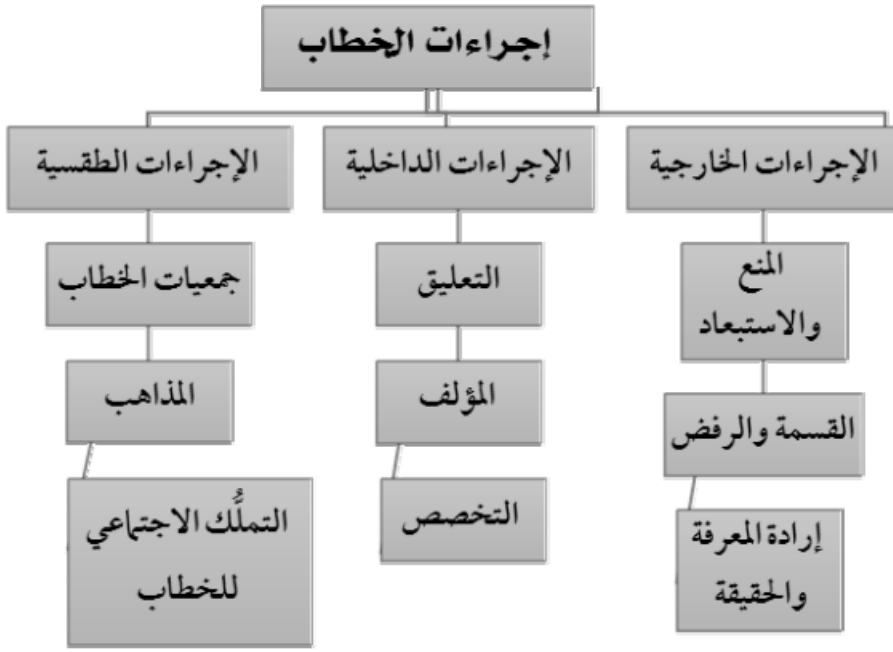 إجراءات الخطاب
الإجراءات الخارجية
المنع
والاستبعاد
القسمة والرفض
إرادة المعرفة
والحقيقة
الإجراءات الداخلية
التعليق
المؤلف
التخصص
الإجراءات الطقسية
جمعيات الخطاب
المذاهب
التملُّك الاجتماعي
للخطاب